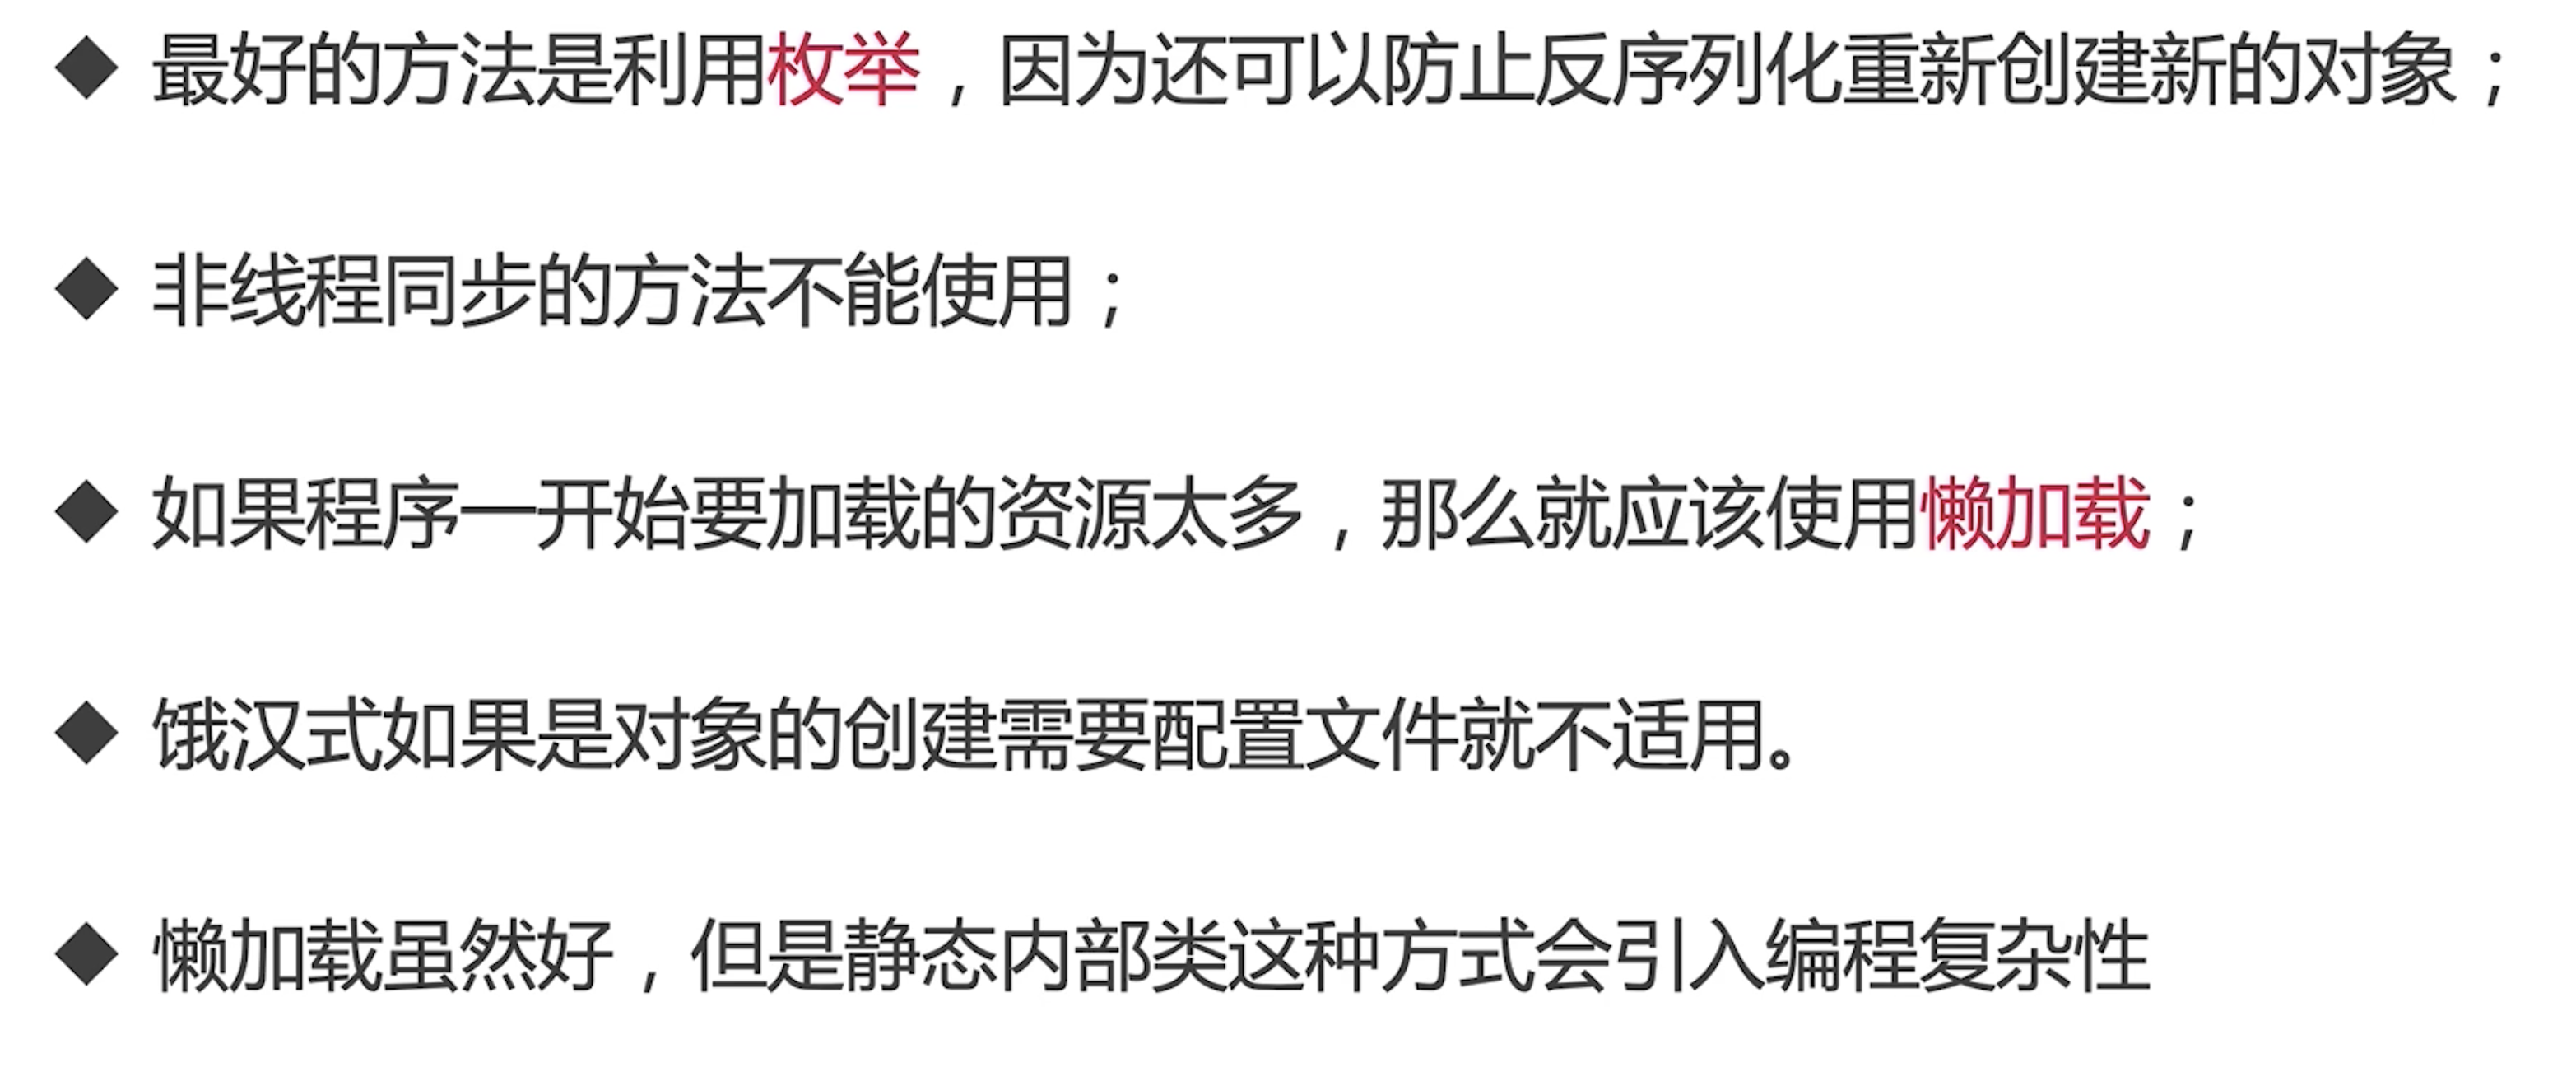 ◆ 最好的方法是利用枚举，因为还可以防止反序列化重新创建新的对象；
◆ 非线程同步的方法不能使用；
◆ 如果程序一开始要加载的资源太多，那么就应该使用懒加载；
◆ 饿汉式如果是对象的创建需要配置文件就不适用。
◆ 懒加载虽然好，但是静态内部类这种方式会引入编程复杂性